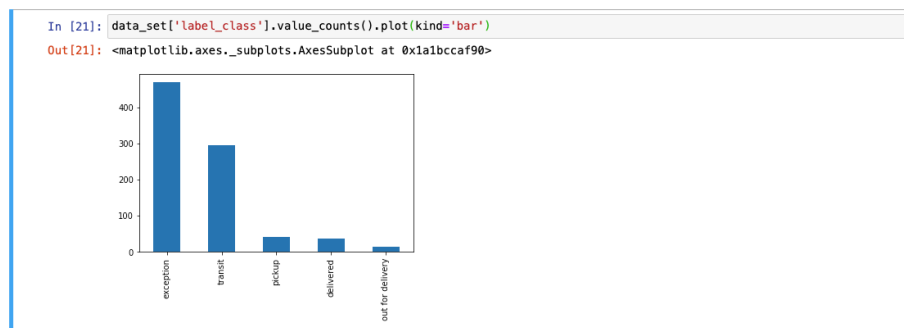 In [21]: data_set['label_class'].value_counts().plot(kind='bar')
Out[21]: <matplotlib.axes._subplots.AxesSubplot at 0x1a1bccaf90>
400
300
200
100
0
exception
transit
pickup
delivered
out for delivery